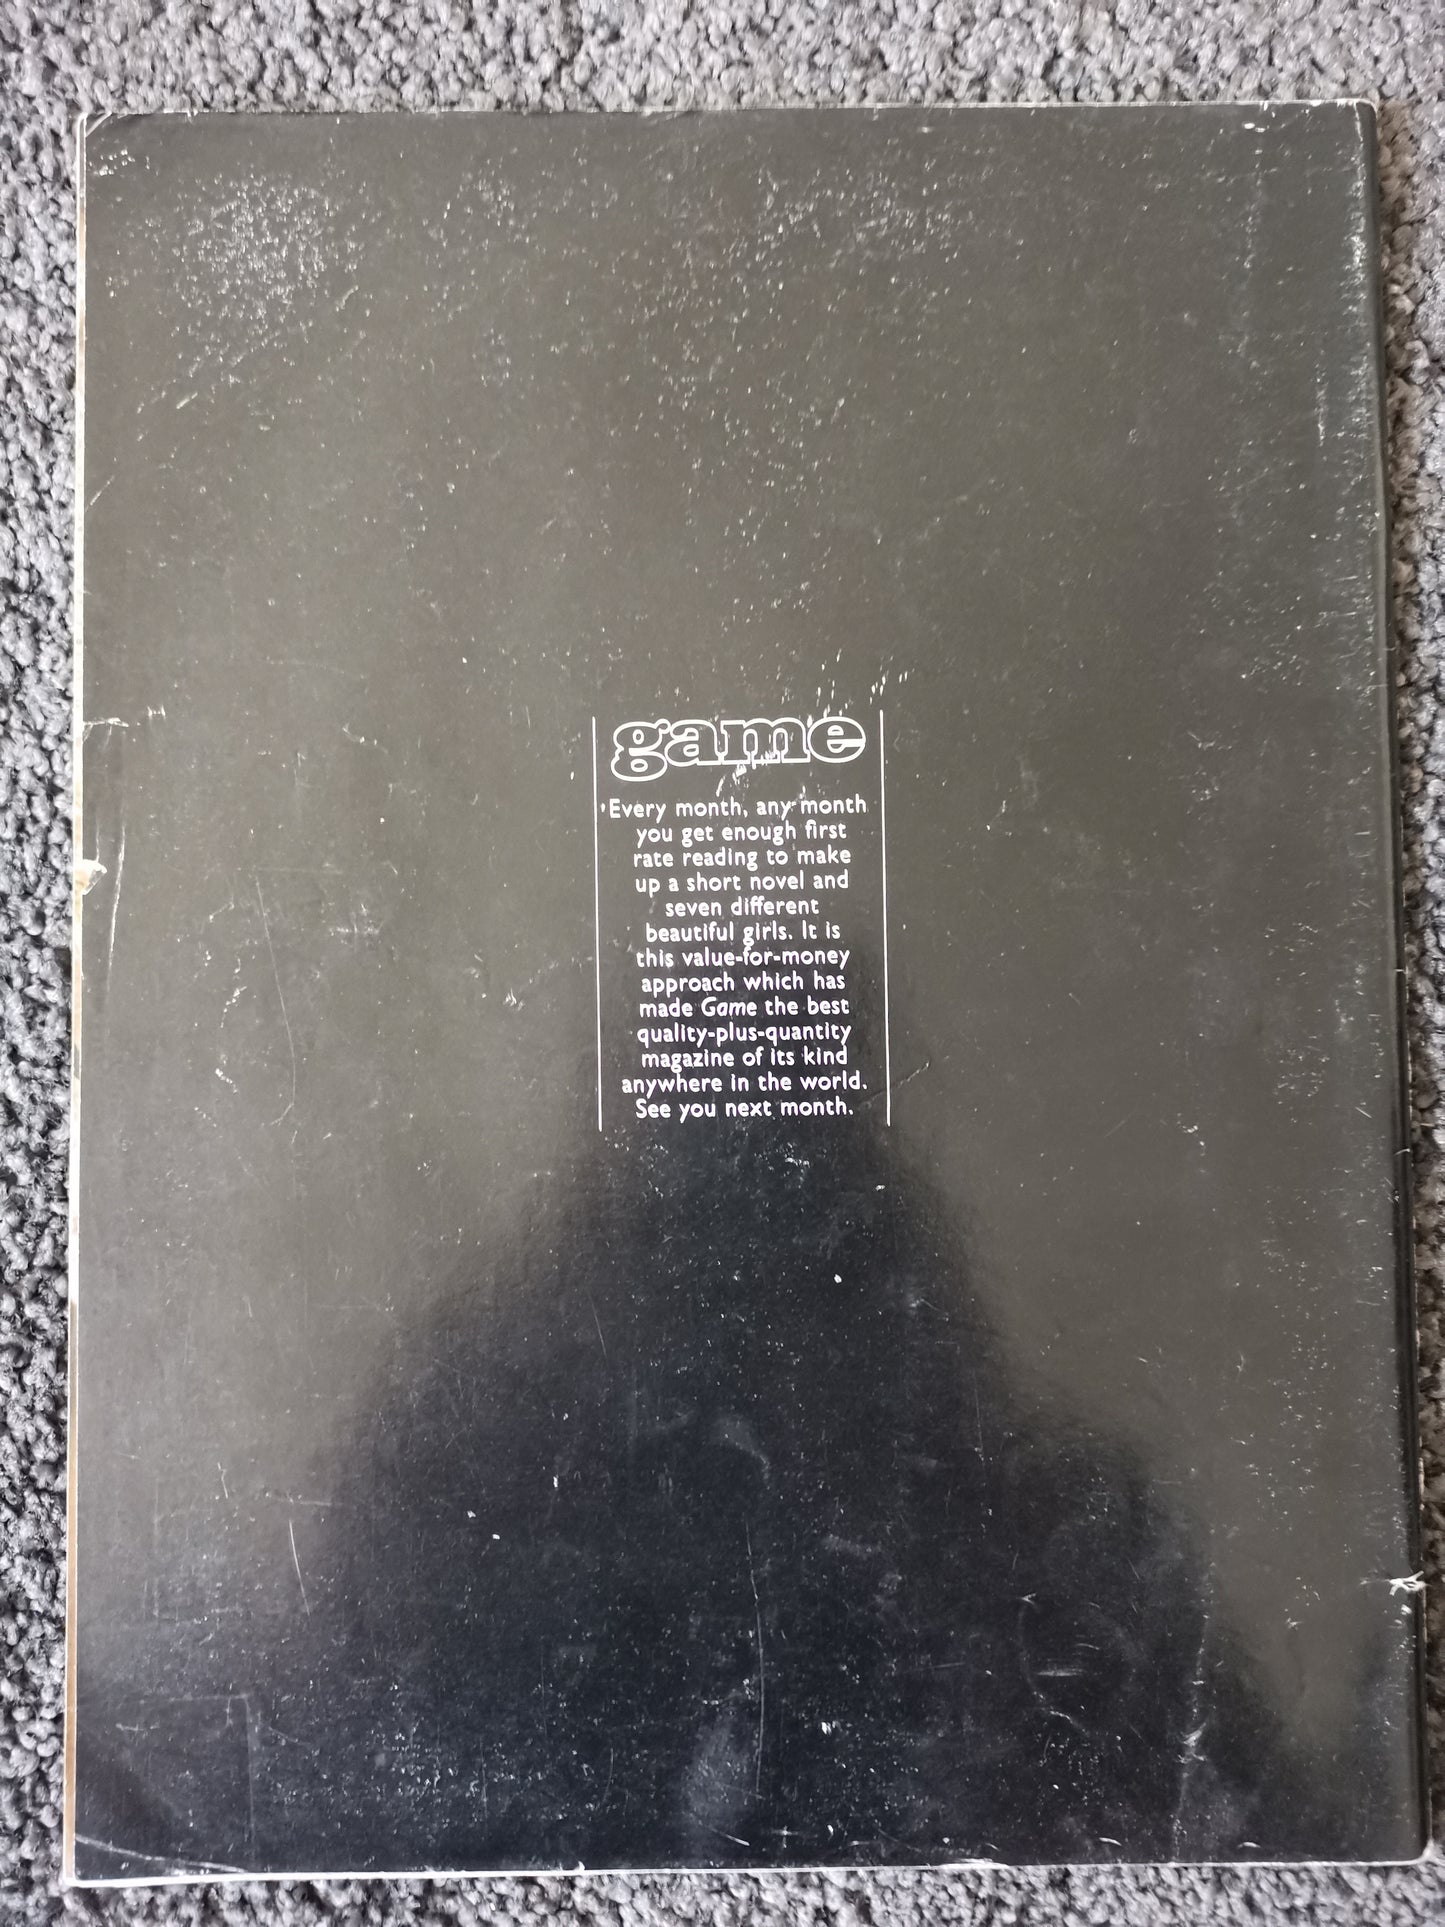 game
Every month, any month
you get enough first
rate reading to make
up a short novel and
seven different
beautiful girls. It is
this value-for-money
approach which has
made Game the best
quality-plus-quantity
magazine of its kind
anywhere in the world.
See you next month.